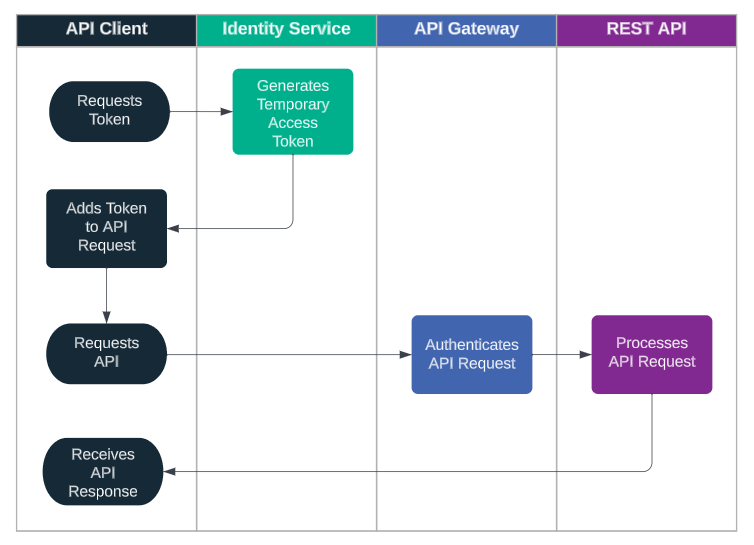 API Client
Identity Service
API Gateway
REST API
Requests
Token
Generates
Temporary
Access
Token
Adds Token
to API
Request
Requests
API
Authenticates
API Request
Processes
API Request
Receives
API
Response